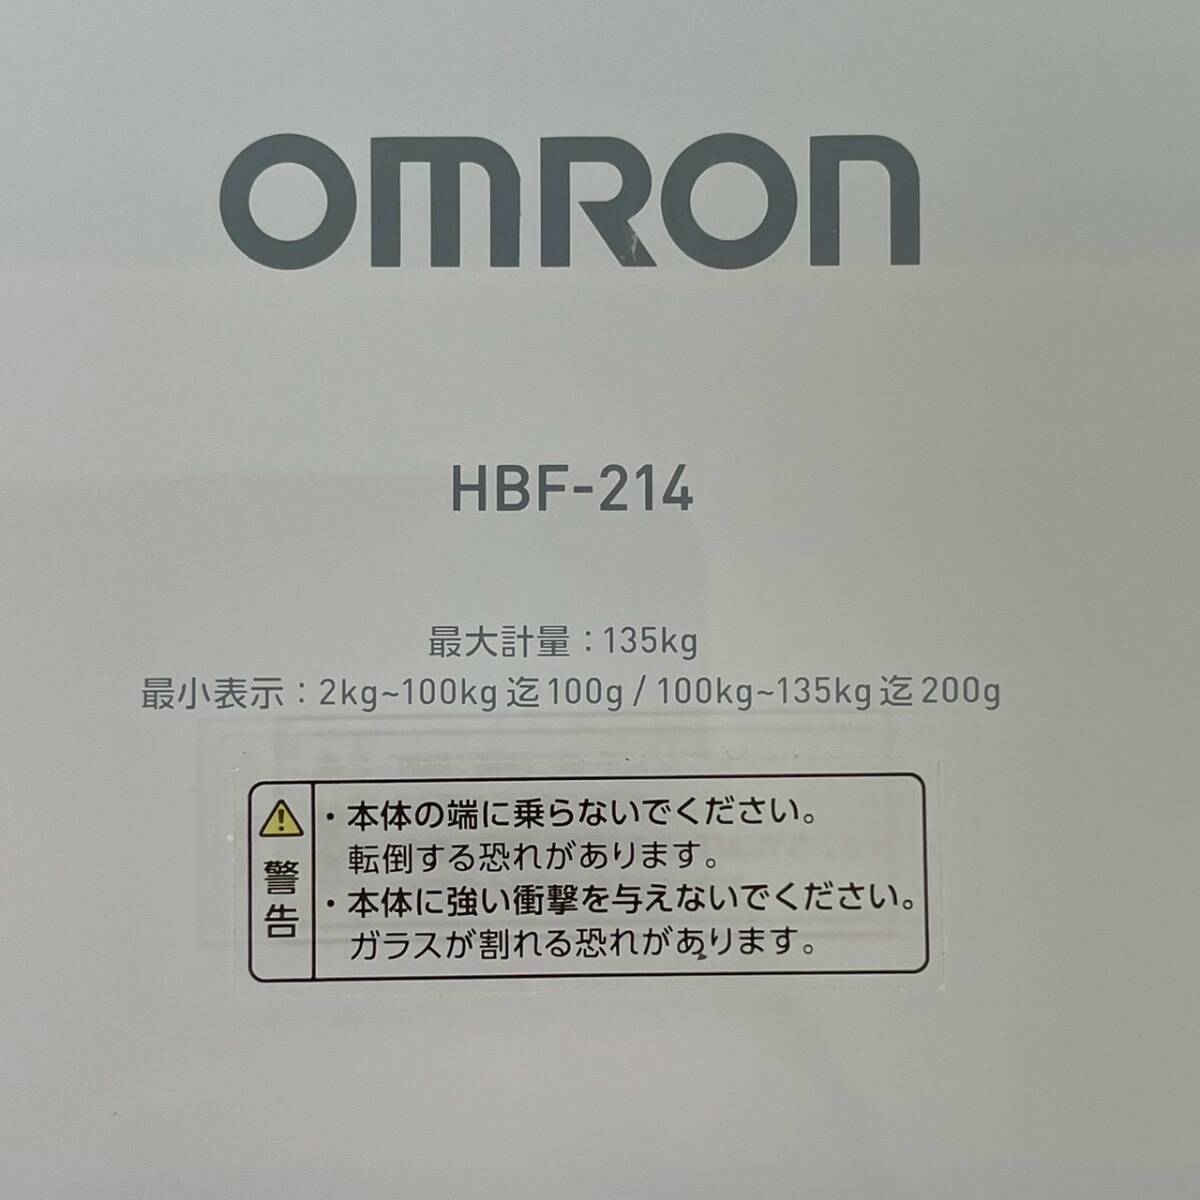 OMRON
HBF-214
最大計量：135kg
最小表示：2kg~100kg 迄 100g / 100kg~135kg 迄 200g
警告
・本体の端に乗らないでください。
転倒する恐れがあります。
・本体に強い衝撃を与えないでください。
ガラスが割れる恐れがあります。